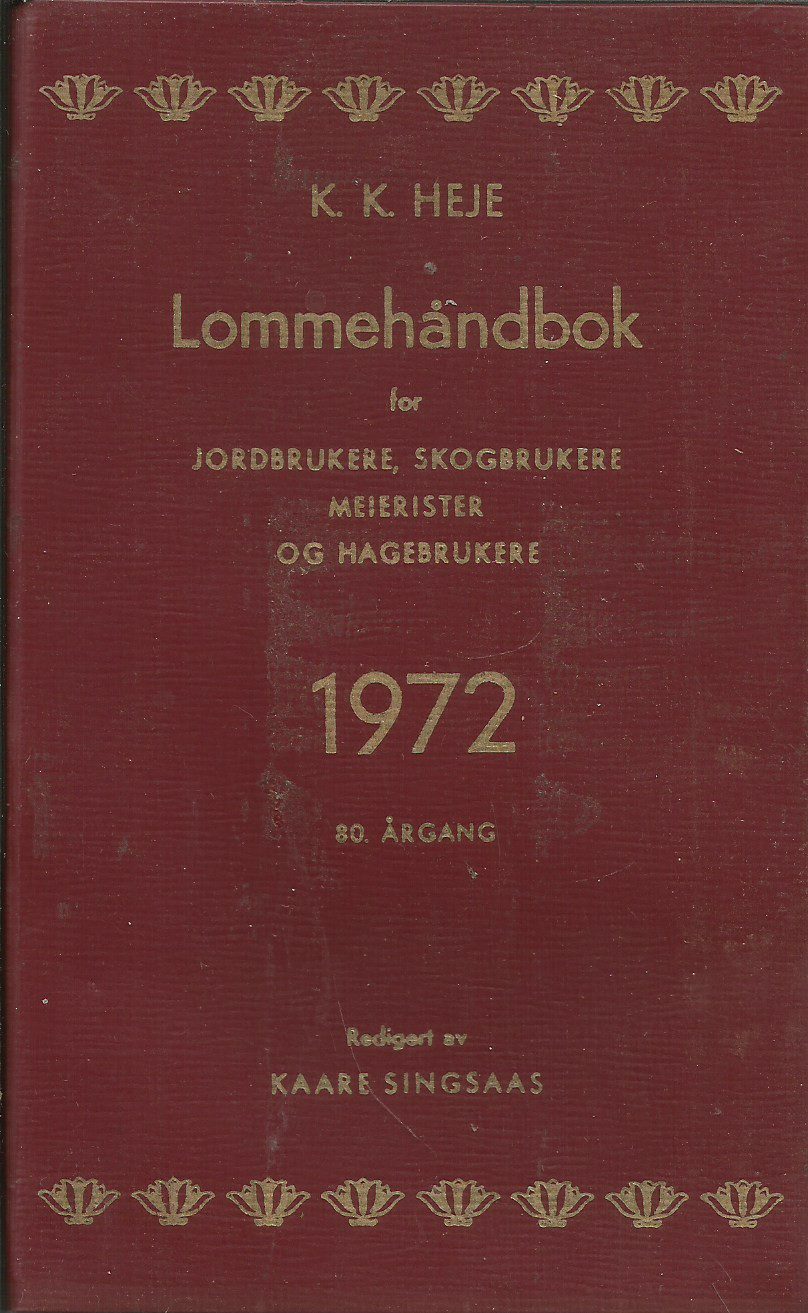 K. K. HEJE
Lommehåndbok
for
JORDBRUKERE, SKOGBRUKERE
MEIERISTER
OG HAGEBRUKERE
1972
80. ÅRGANG
Redigert av
KAARE SINGSAAS